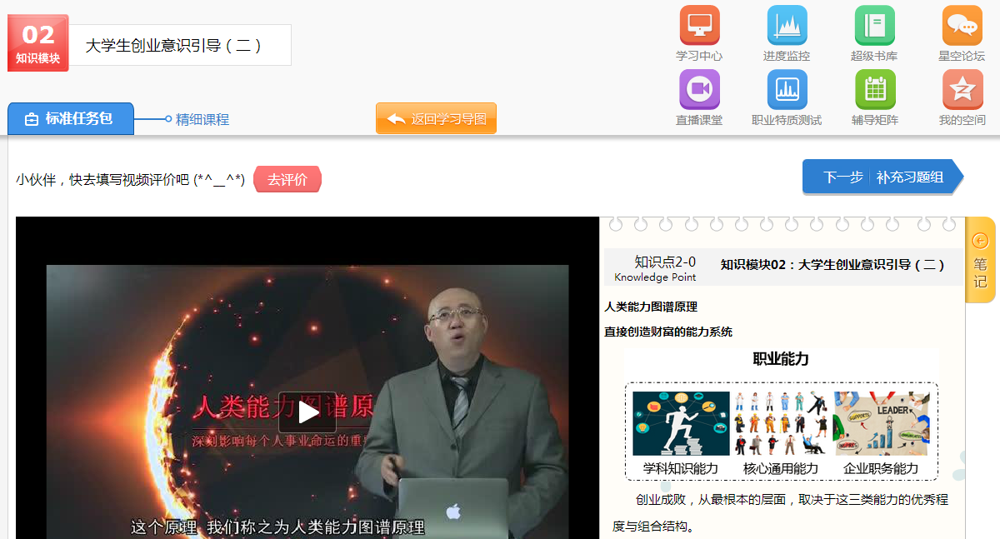 02
知识模块
大学生创业意识引导（二）
学习中心
进度监控
超级书库
星空论坛
直播课堂
职业特质测试
辅导矩阵
我的空间
标准任务包
精细课程
返回学习导图
小伙伴，快去填写视频评价吧 (*^__^*)
去评价
下一步
补充习题组
人类能力图谱原
深刻影响每个人事业命运的重
这个原理 我们称之为人类能力图谱原理
知识点2-0
Knowledge Point
知识模块02：大学生创业意识引导（二）
笔记
人类能力图谱原理
直接创造财富的能力系统
职业能力
LEADER
学科知识能力
核心通用能力
企业职务能力
创业成败，从最根本的层面，取决于这三类能力的优秀程
度与组合结构。